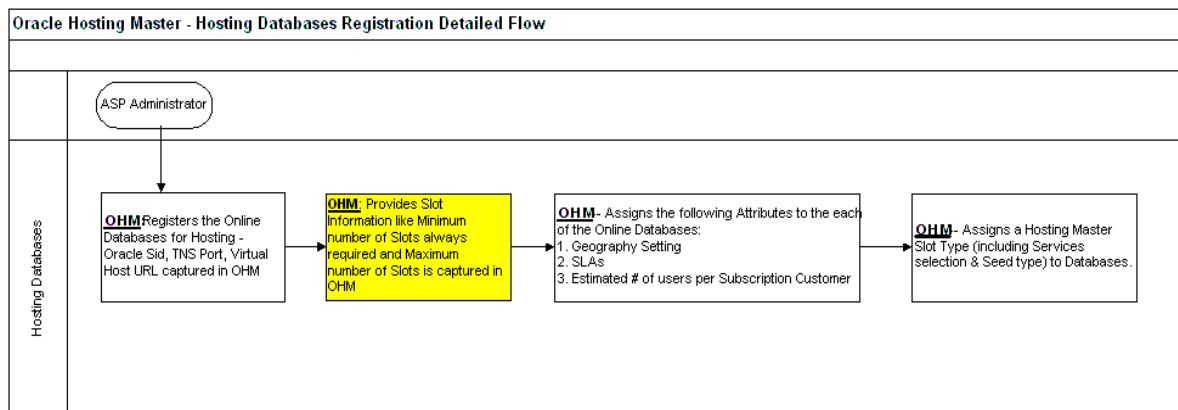 Oracle Hosting Master - Hosting Databases Registration Detailed Flow
ASP Administrator
Hosting Databases
OHM:Registers the Online
Databases for Hosting -
Oracle Sid, TNS Port, Virtual
Host URL captured in OHM
OHM: Provides Slot
Information like Minimum
number of Slots always
required and Maximum
number of Slots is captured in
OHM
OHM-- Assigns the following Attributes to the each
of the Online Databases:
1. Geography Setting
2. SLAs
3. Estimated # of users per Subscription Customer
OHM-- Assigns a Hosting Master
Slot Type (including Services
selection & Seed type) to Databases.